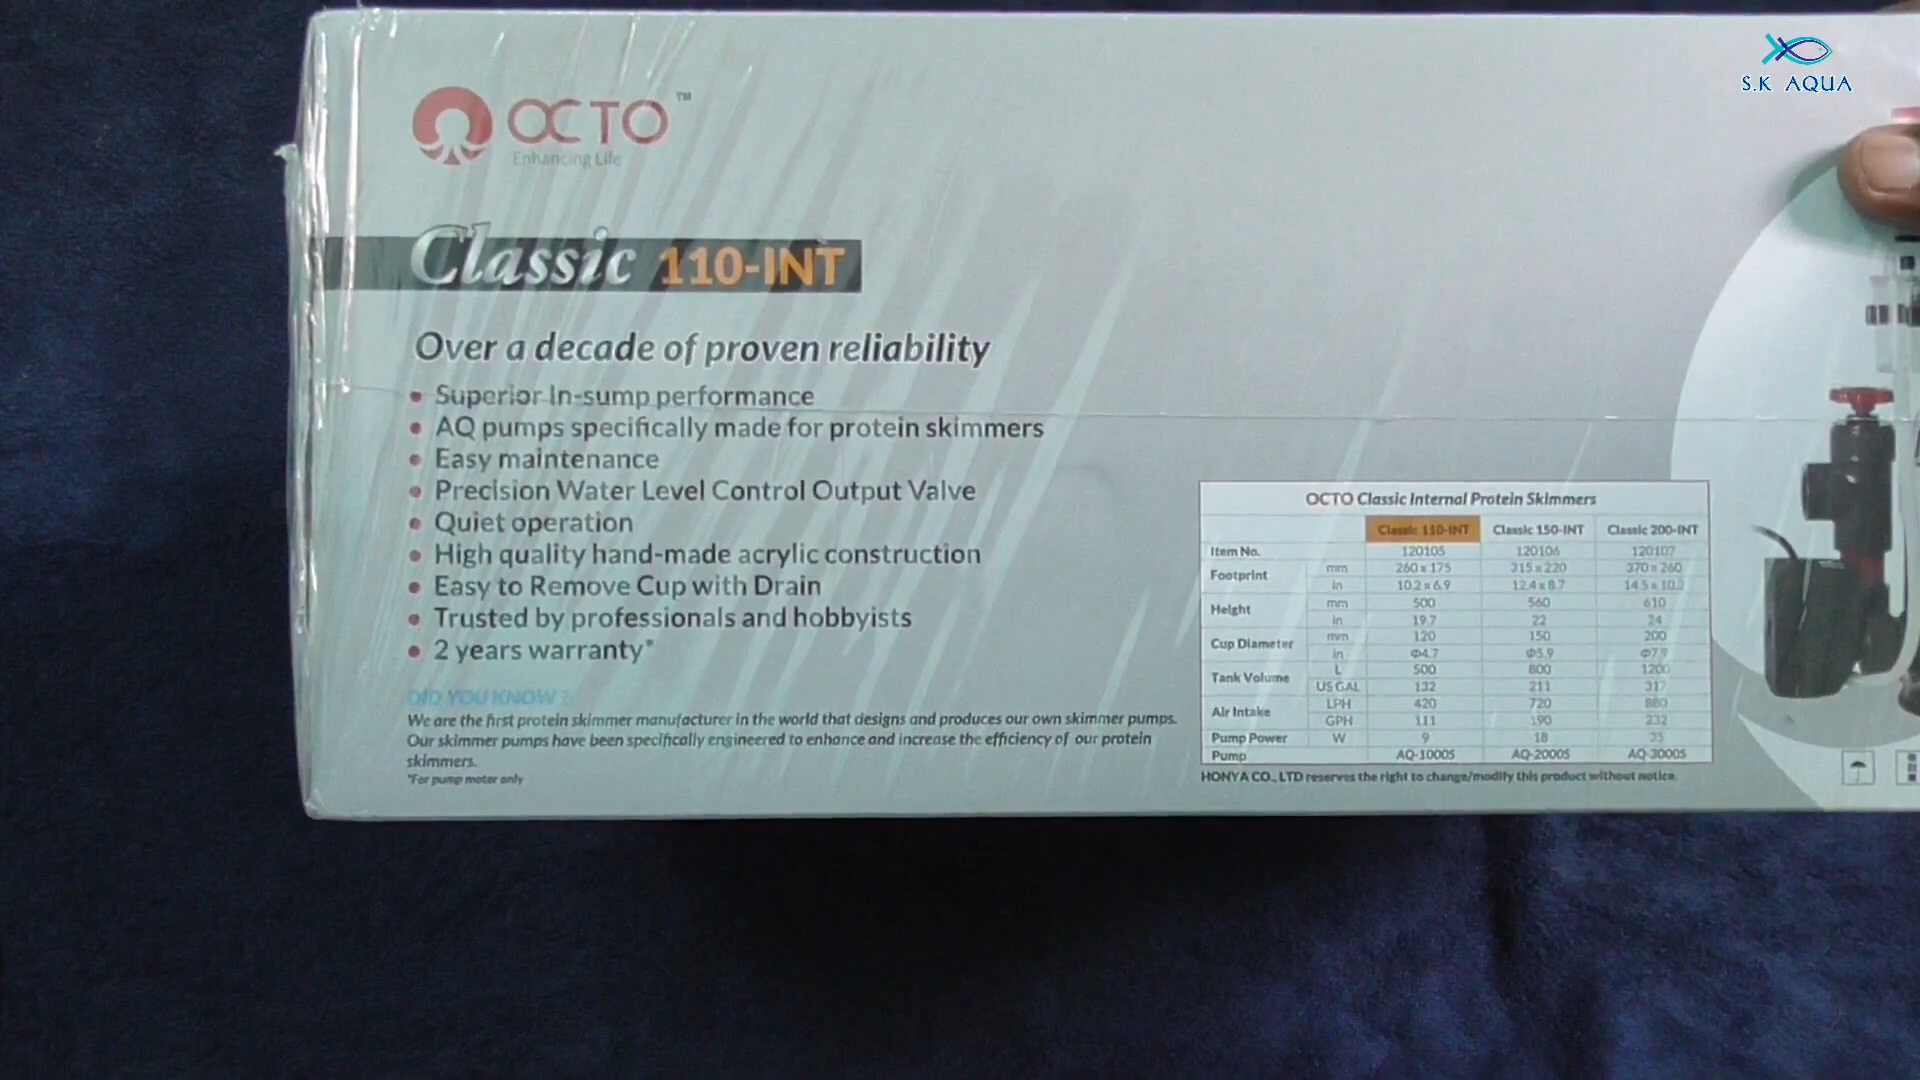 S.K AQUA
OCTO™
Enhancing Life
Classic 110-INT
Over a decade of proven reliability
• Superior In-sump performance
• AQ pumps specifically made for protein skimmers
• Easy maintenance
• Precision Water Level Control Output Valve
• Quiet operation
• High quality hand-made acrylic construction
• Easy to Remove Cup with Drain
• Trusted by professionals and hobbyists
• 2 years warranty*
DID YOU KNOW ?
We are the first protein skimmer manufacturer in the world that designs and produces our own skimmer pumps.
Our skimmer pumps have been specifically engineered to enhance and increase the efficiency of our protein
skimmers.
*For pump motor only
OCTO Classic Internal Protein Skimmers
Classic 110-INT Classic 150-INT Classic 200-INT
Item No. 120105 120106 120107
Footprint mm 260 x 175 315 x 220 370 x 260
in 10.2 x 6.9 12.4 x 8.7 14.5 x 10.2
Height mm 500 560 610
in 19.7 22 24
Cup Diameter mm 120 150 200
in Φ4.7 Φ5.9 Φ7.9
Tank Volume L 500 800 1200
US GAL 132 211 317
Air Intake LPH 420 720 880
GPH 111 190 232
Pump Power W 9 18 35
Pump AQ-1000S AQ-2000S AQ-3000S
HONYA CO., LTD reserves the right to change/modify this product without notice.